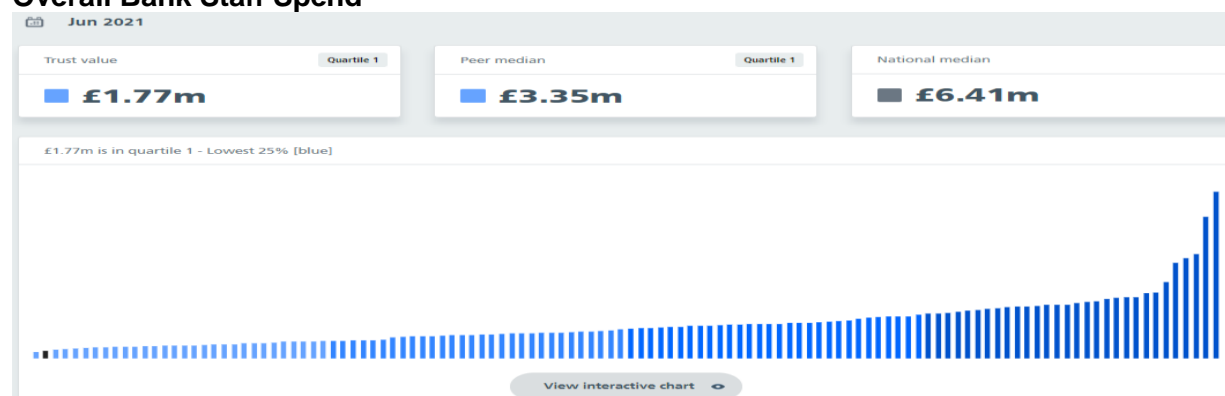 Overall Bank Staff Spend
Jun 2021
Trust value
Quartile 1
£1.77m
Peer median
Quartile 1
£3.35m
National median
£6.41m
£1.77m is in quartile 1 - Lowest 25% [blue]
View interactive chart